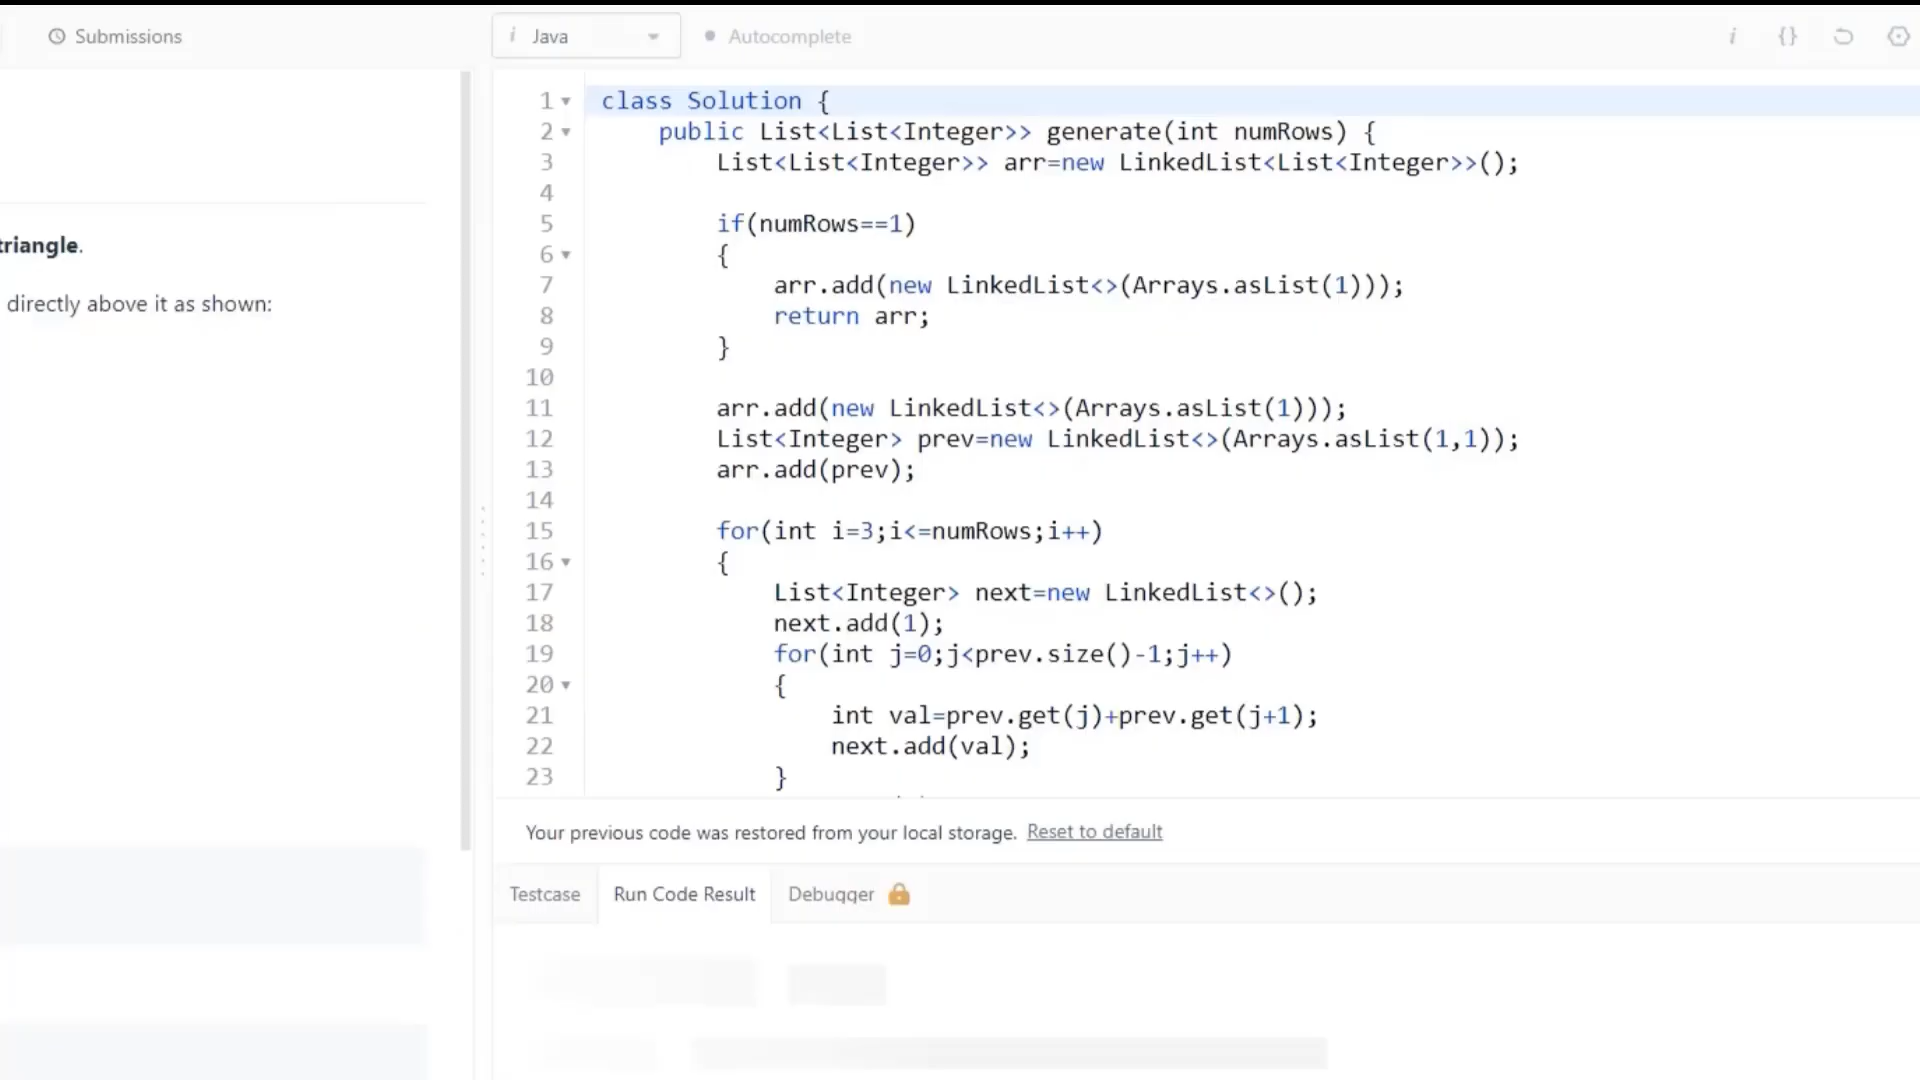 Submissions
i Java
Autocomplete
i {}
triangle.
directly above it as shown:
1 class Solution {
2 public List<List<Integer>> generate(int numRows) {
3 List<List<Integer>> arr=new LinkedList<List<Integer>>();
4
5 if(numRows==1)
6 {
7 arr.add(new LinkedList<>(Arrays.asList(1)));
8 return arr;
9 }
10
11 arr.add(new LinkedList<>(Arrays.asList(1)));
12 List<Integer> prev=new LinkedList<>(Arrays.asList(1,1));
13 arr.add(prev);
14
15 for(int i=3;i<=numRows;i++)
16 {
17 List<Integer> next=new LinkedList<>();
18 next.add(1);
19 for(int j=0;j<prev.size()-1;j++)
20 {
21 int val=prev.get(j)+prev.get(j+1);
22 next.add(val);
23 }
Your previous code was restored from your local storage. Reset to default
Testcase
Run Code Result
Debugger